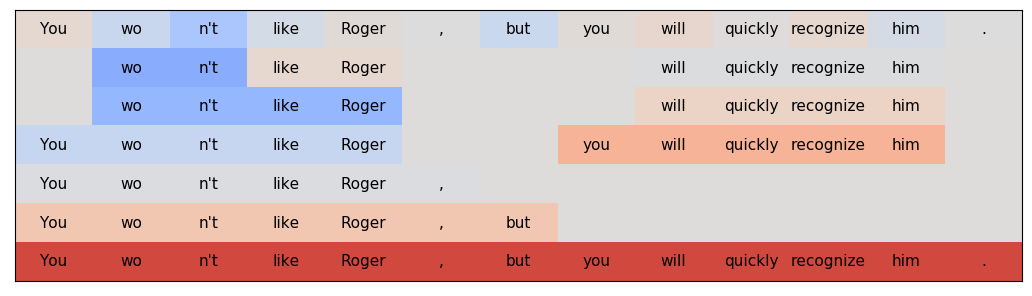 You wo n't like Roger , but you will quickly recognize him .
wo n't like Roger will quickly recognize him
wo n't like Roger will quickly recognize him
You wo n't like Roger you will quickly recognize him
You wo n't like Roger ,
You wo n't like Roger , but
You wo n't like Roger , but you will quickly recognize him .